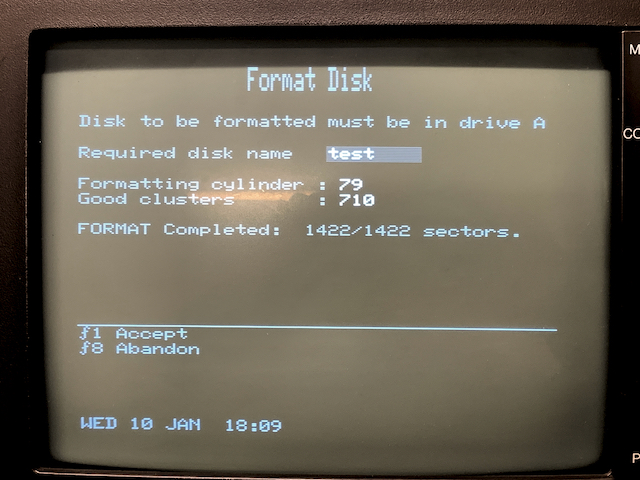 Format Disk
Disk to be formatted must be in drive A
Required disk name test
Formatting cylinder : 79
Good clusters : 710
FORMAT Completed: 1422/1422 sectors.
ƒ1 Accept
ƒ8 Abandon
WED 10 JAN 18:09